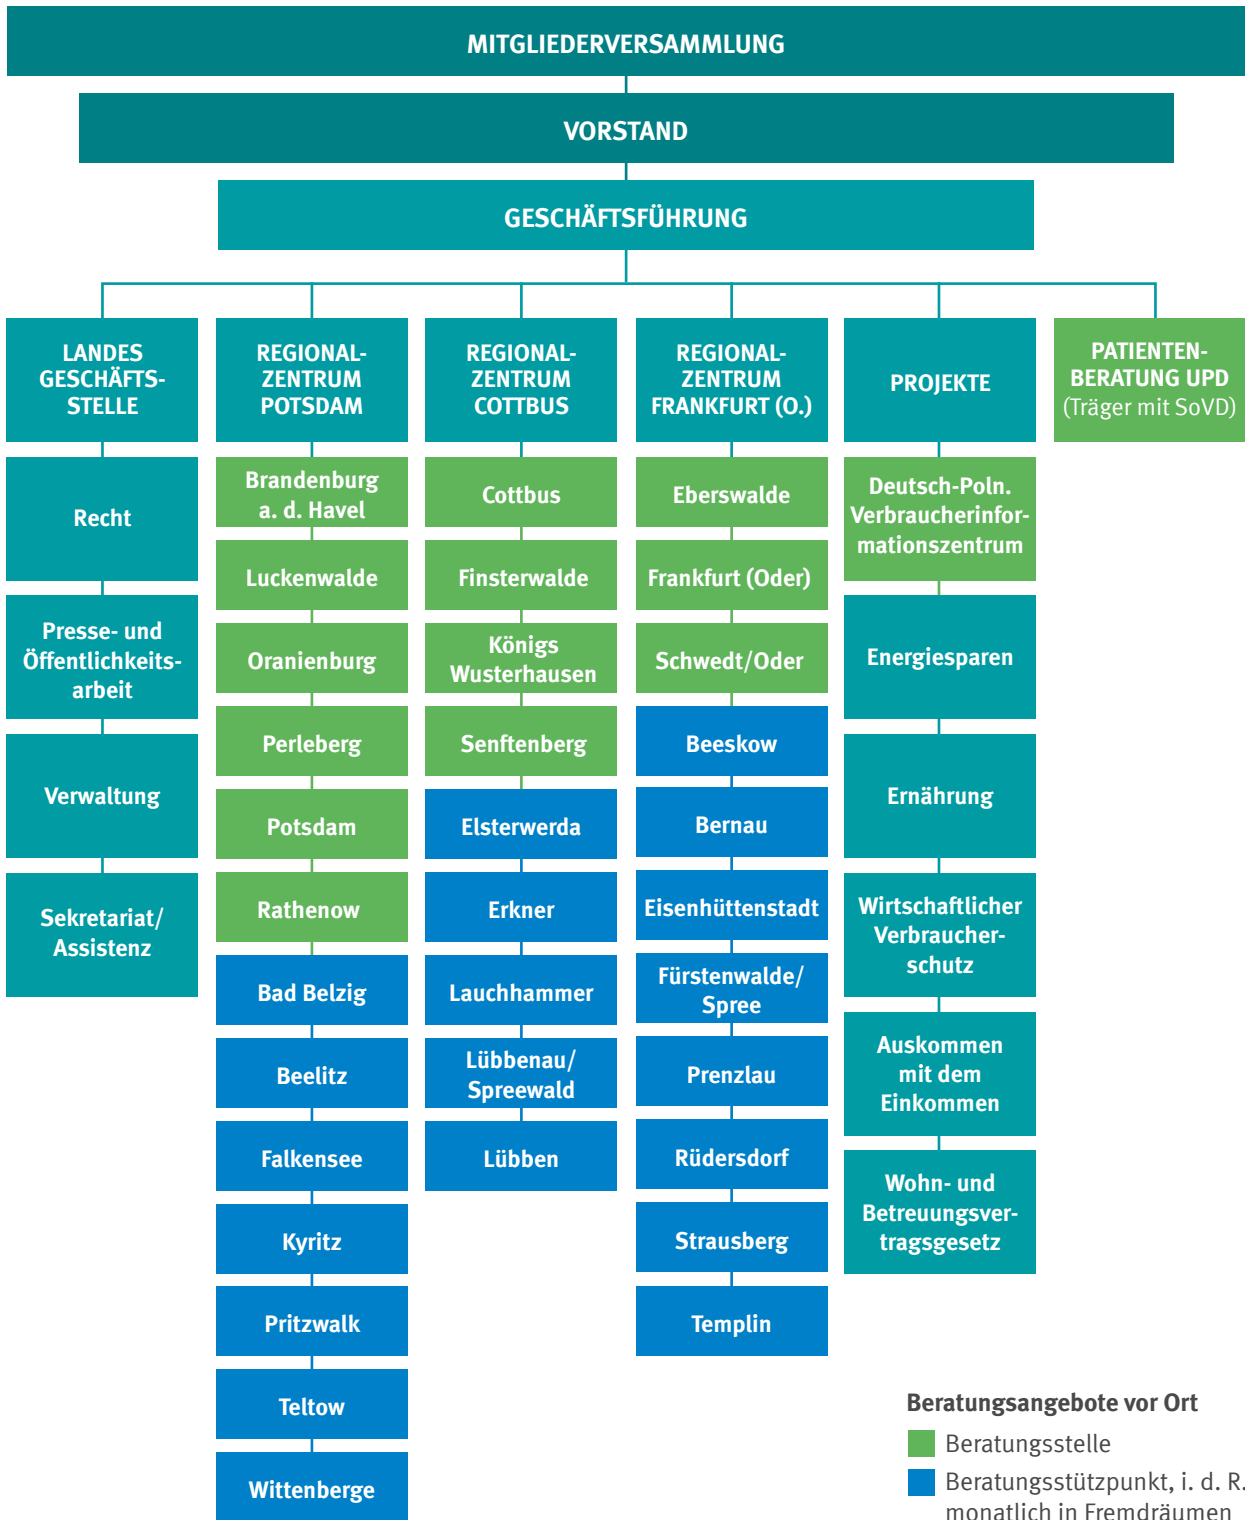 MITGLIEDERVERSAMMLUNG
VORSTAND
GESCHÄFTSFÜHRUNG
LANDES
GESCHÄFTS-
STELLE
Recht
Presse- und
Öffentlichkeits-
arbeit
Verwaltung
Sekretariat/
Assistenz
REGIONAL-
ZENTRUM
POTSDAM
Brandenburg
a. d. Havel
Luckenwalde
Oranienburg
Perleberg
Potsdam
Rathenow
Bad Belzig
Beelitz
Falkensee
Kyritz
Pritzwalk
Teltow
Wittenberge
REGIONAL-
ZENTRUM
COTTBUS
Cottbus
Finsterwalde
Königs
Wusterhausen
Senftenberg
Elsterwerda
Erkner
Lauchhammer
Lübbenau/
Spreewald
Lübben
REGIONAL-
ZENTRUM
FRANKFURT (O.)
Eberswalde
Frankfurt (Oder)
Schwedt/Oder
Beeskow
Bernau
Eisenhüttenstadt
Fürstenwalde/
Spree
Prenzlau
Rüdersdorf
Strausberg
Templin
PROJEKTE
Deutsch-Poln.
Verbraucherinfor-
mationszentrum
Energiesparen
Ernährung
Wirtschaftlicher
Verbraucher-
schutz
Auskommen
mit dem
Einkommen
Wohn- und
Betreuungsver-
tragsgesetz
PATIENTEN-
BERATUNG UPD
(Träger mit SoVD)
Beratungsangebote vor Ort
Beratungsstelle
Beratungsstützpunkt, i. d. R.
monatlich in Fremdräumen